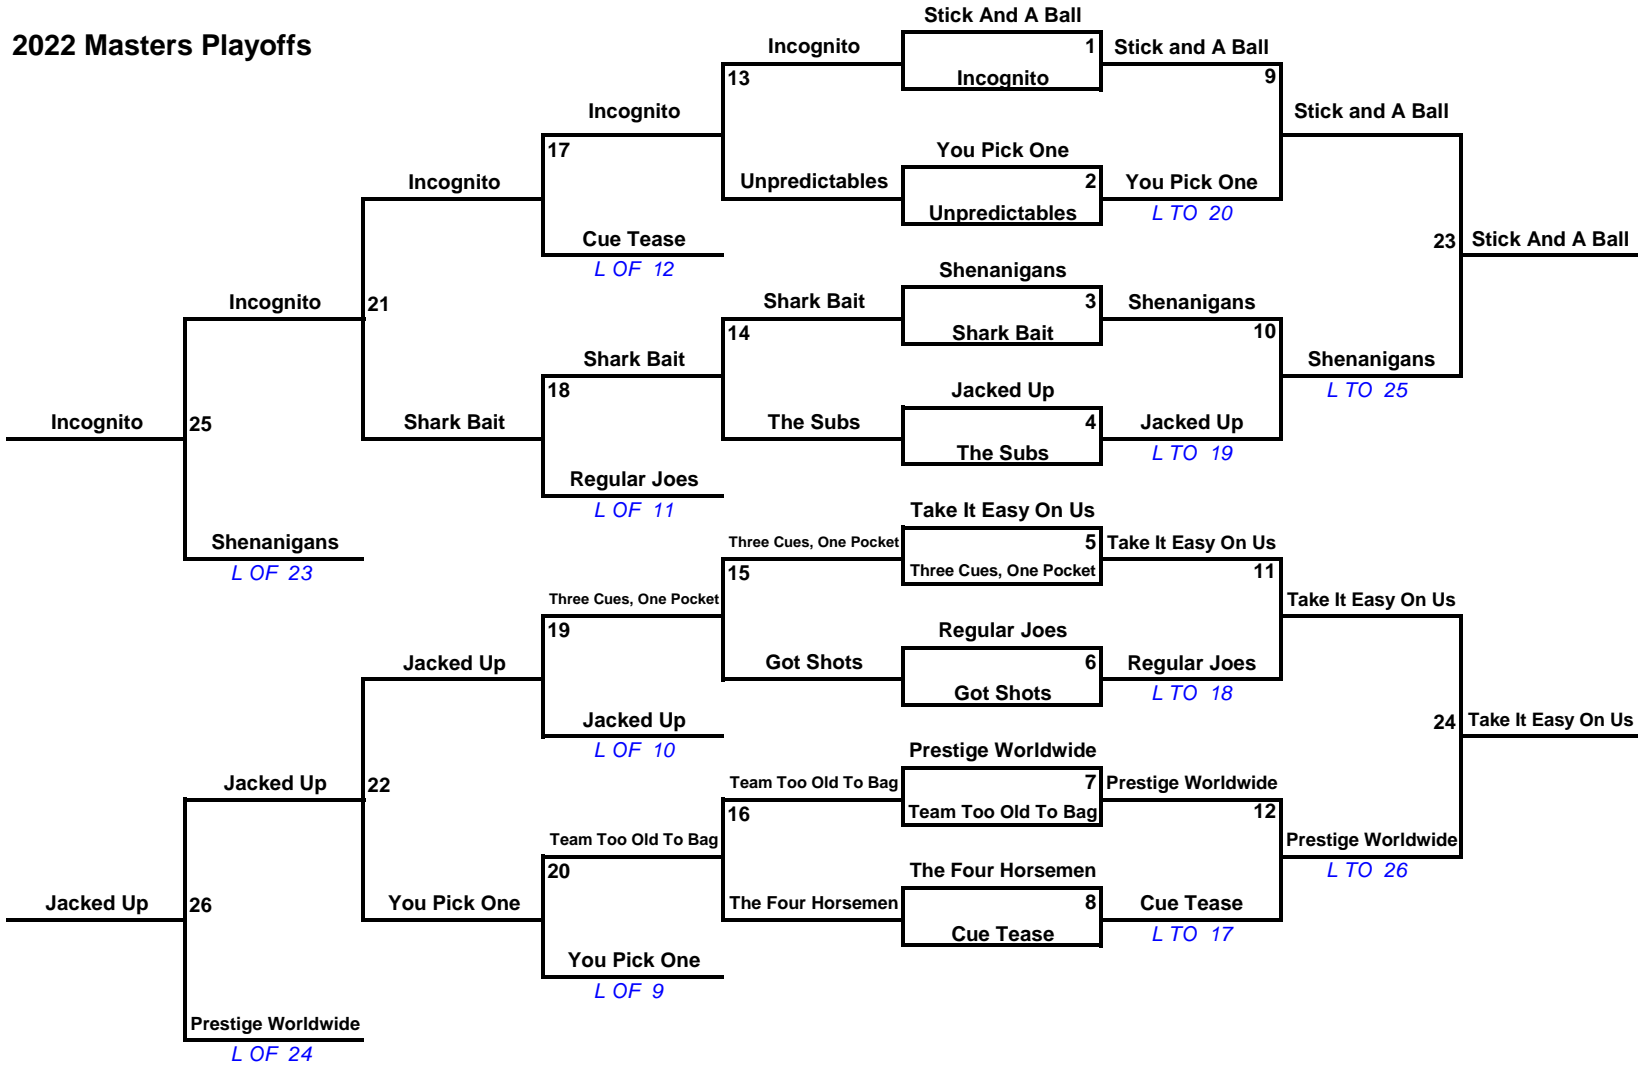 Stick And A Ball
2022 Masters Playoffs
Incognito
1
Stick and A Ball
13
Incognito
9
Incognito
Stick and A Ball
17
You Pick One
Incognito
Unpredictables
2
You Pick One
Unpredictables
L TO 20
Cue Tease
23
Stick And A Ball
L OF 12
Shenanigans
Incognito
21
Shark Bait
3
Shenanigans
14
Shark Bait
10
Shark Bait
Shenanigans
18
Jacked Up
L TO 25
Incognito
25
Shark Bait
The Subs
4
Jacked Up
The Subs
L TO 19
Regular Joes
L OF 11
Take It Easy On Us
Shenanigans
Three Cues, One Pocket
5
Take It Easy On Us
L OF 23
15
Three Cues, One Pocket
11
Three Cues, One Pocket
Take It Easy On Us
19
Regular Joes
Jacked Up
Got Shots
6
Regular Joes
Got Shots
L TO 18
Jacked Up
24
Take It Easy On Us
L OF 10
Prestige Worldwide
Jacked Up
22
Team Too Old To Bag
7
Prestige Worldwide
16
Team Too Old To Bag
12
Team Too Old To Bag
Prestige Worldwide
20
The Four Horsemen
L TO 26
Jacked Up
26
You Pick One
The Four Horsemen
8
Cue Tease
Cue Tease
L TO 17
You Pick One
L OF 9
Prestige Worldwide
L OF 24